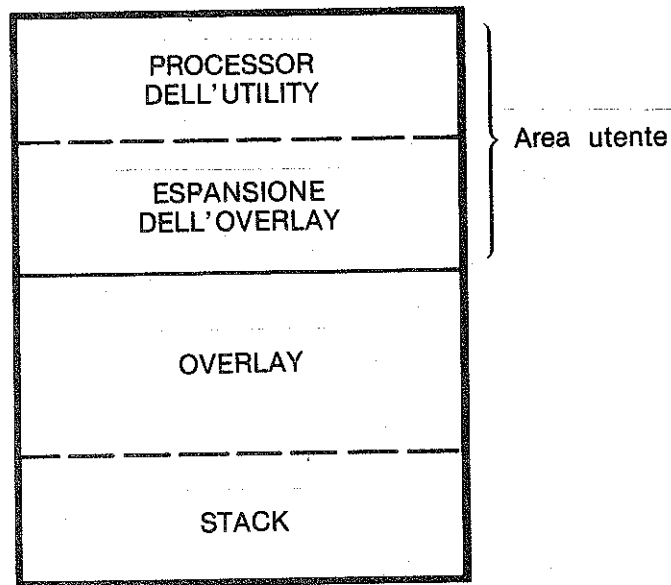 PROCESSOR
DELL'UTILITY
Area utente
ESPANSIONE
DELL'OVERLAY
OVERLAY
STACK